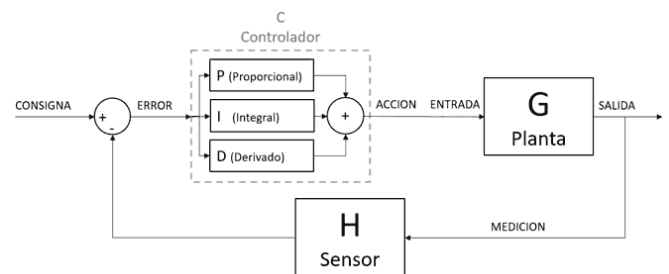 C
Controlador
P (Proporcional)
CONSIGNA
+
-
ERROR
I (Integral)
+
ACCION
ENTRADA
G
Planta
SALIDA
D (Derivado)
H
Sensor
MEDICION